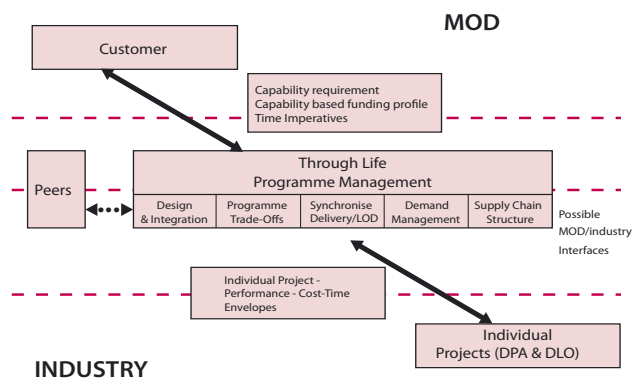 MOD
Customer
Capability requirement
Capability based funding profile
Time Imperatives
Through Life
Programme Management
Peers
Design
& Integration
Programme
Trade-Offs
Synchronise
Delivery/LOD
Demand
Management
Supply Chain
Structure
Possible
MOD/industry
Interfaces
Individual Project -
Performance - Cost-Time
Envelopes
Individual
Projects (DPA & DLO)
INDUSTRY